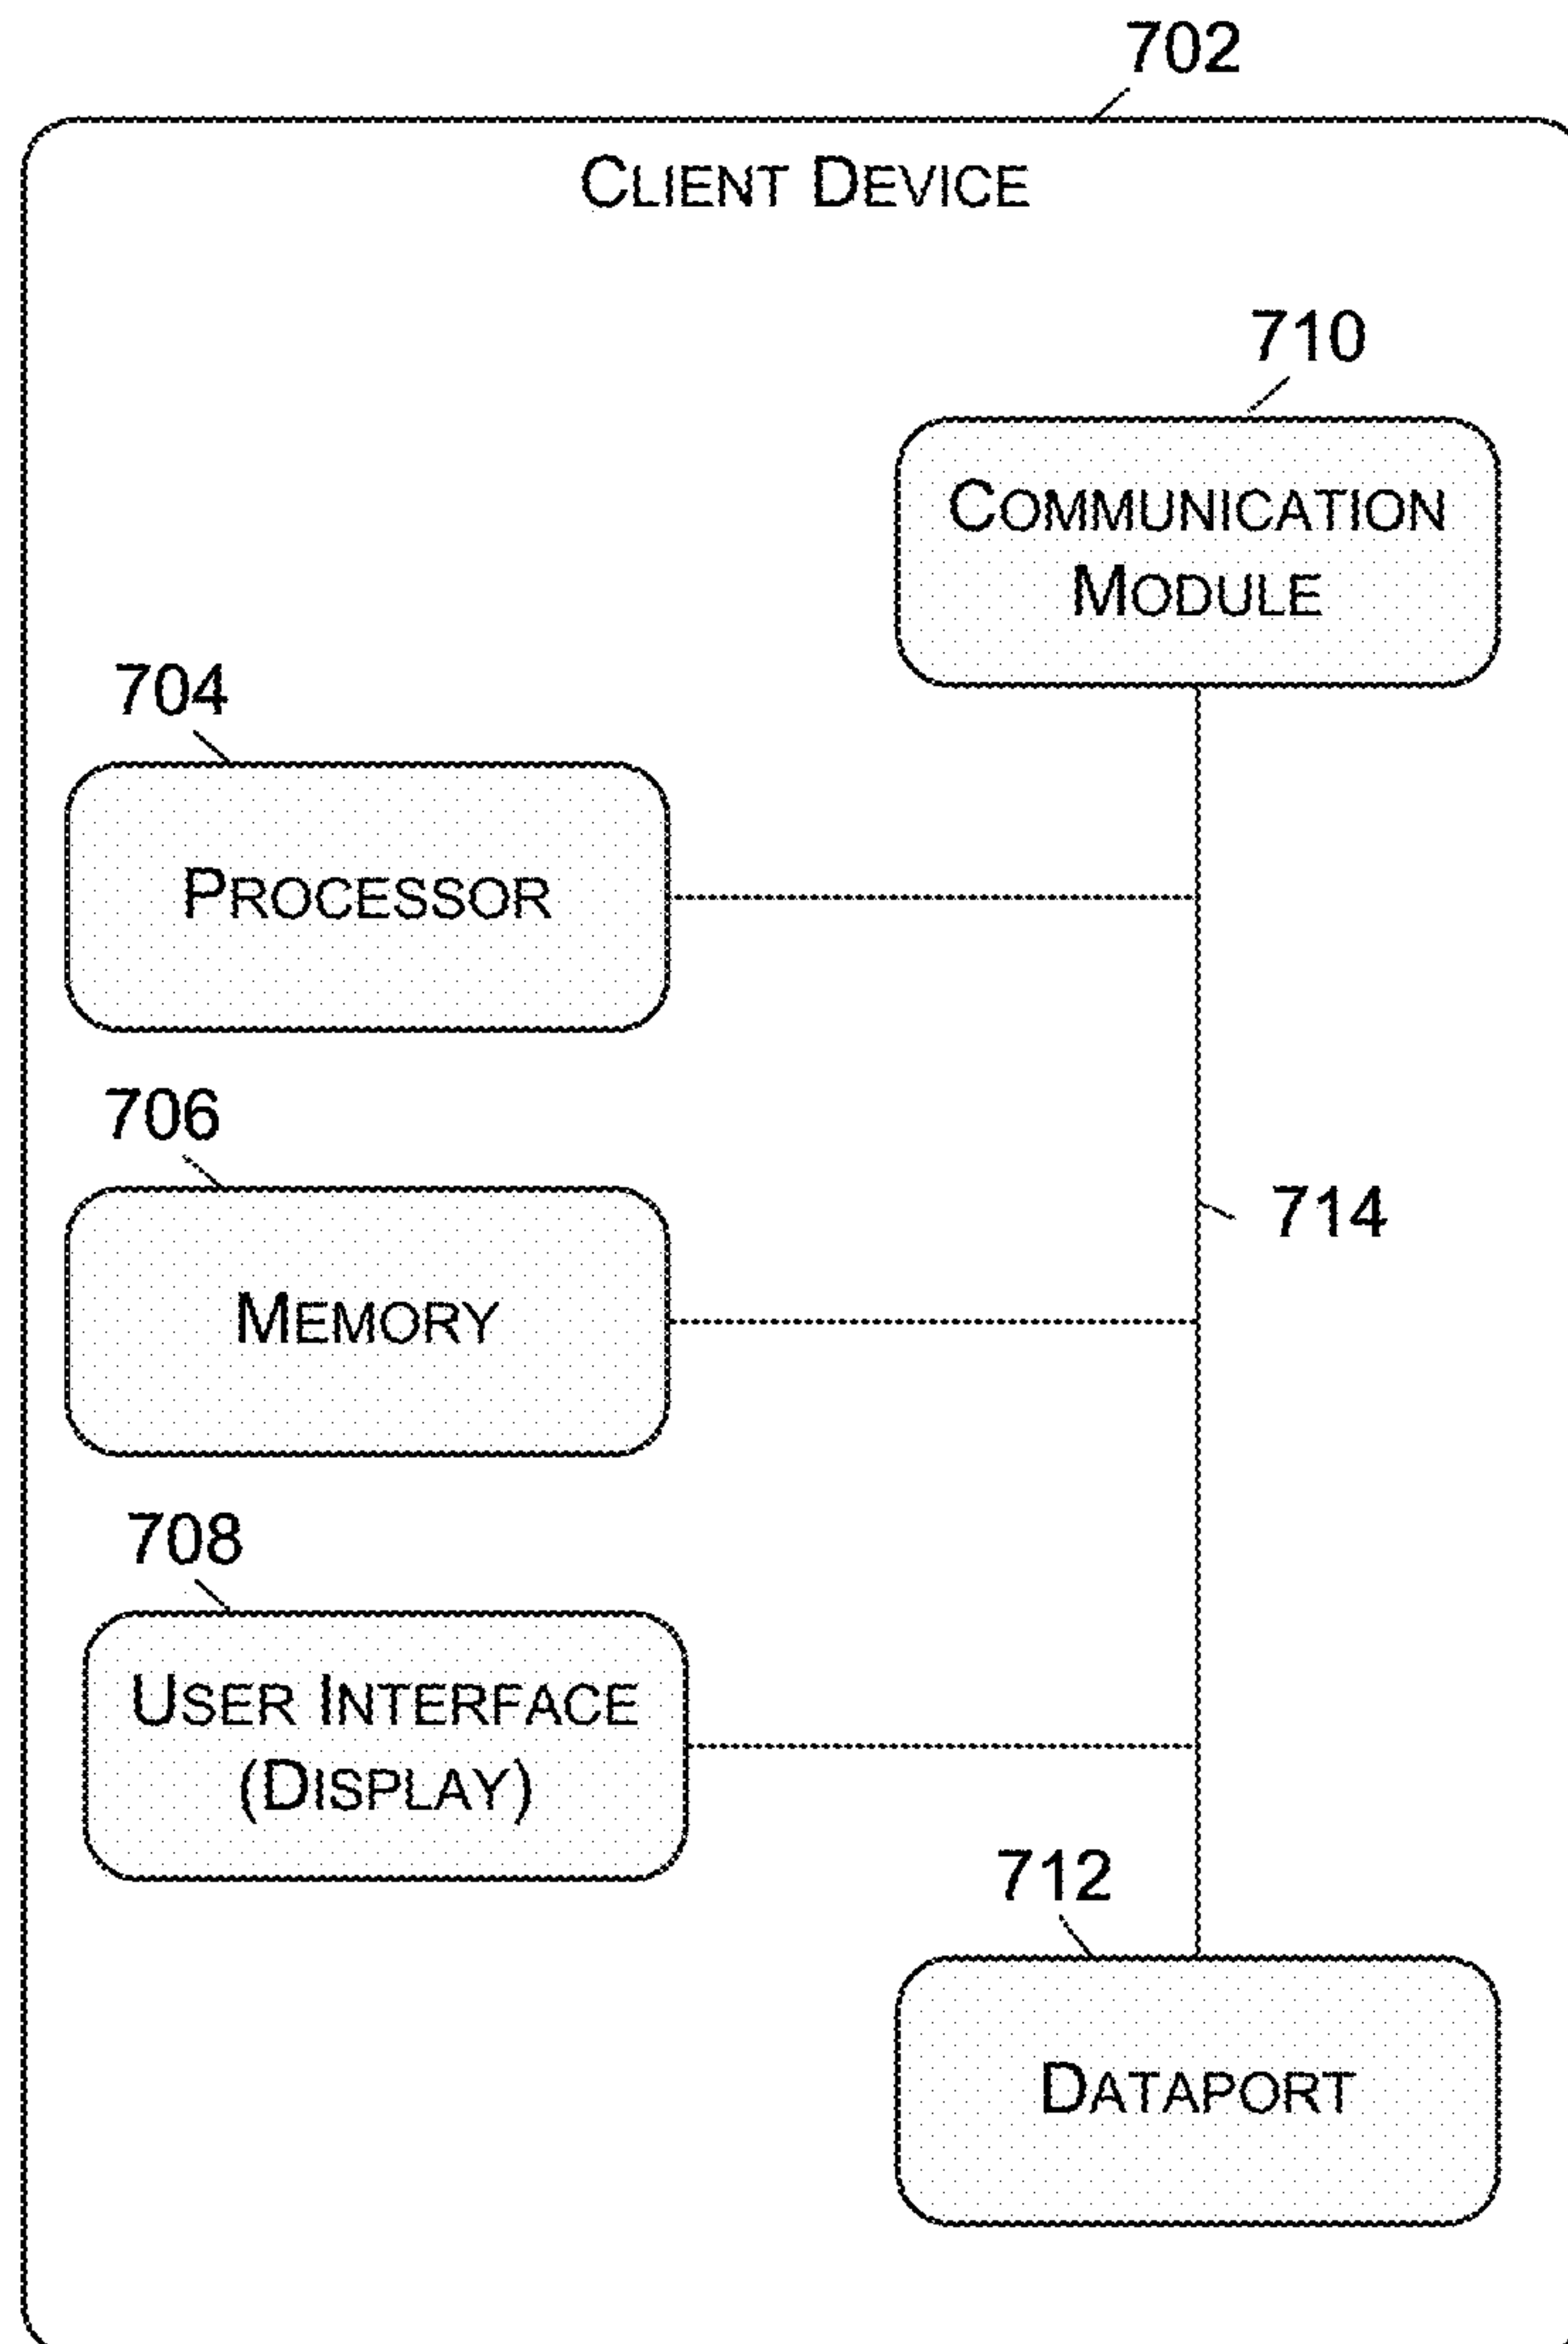 702
CLIENT DEVICE
710
COMMUNICATION
MODULE
704
PROCESSOR
706
MEMORY
714
708
USER INTERFACE
(DISPLAY)
712
DATAPORT